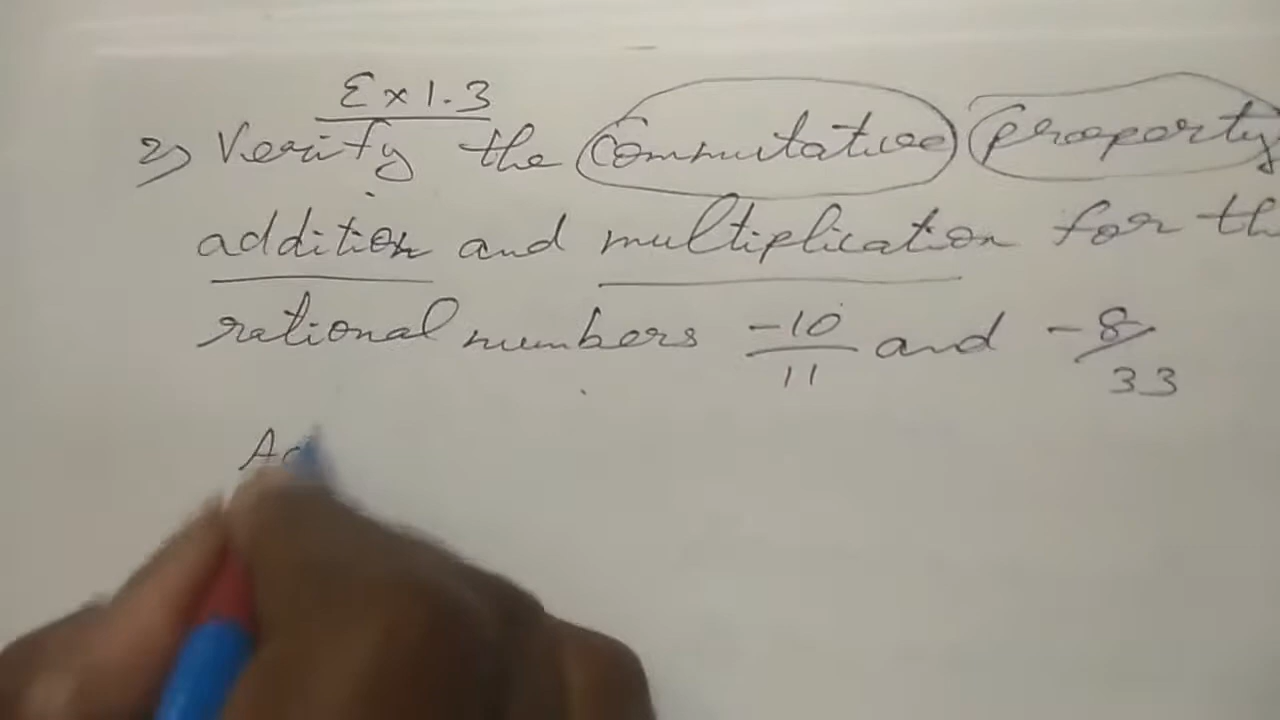 Ex 1.3
2) Verify the Commutative property
addition and multiplication for
rational numbers -10/11 and -8/33